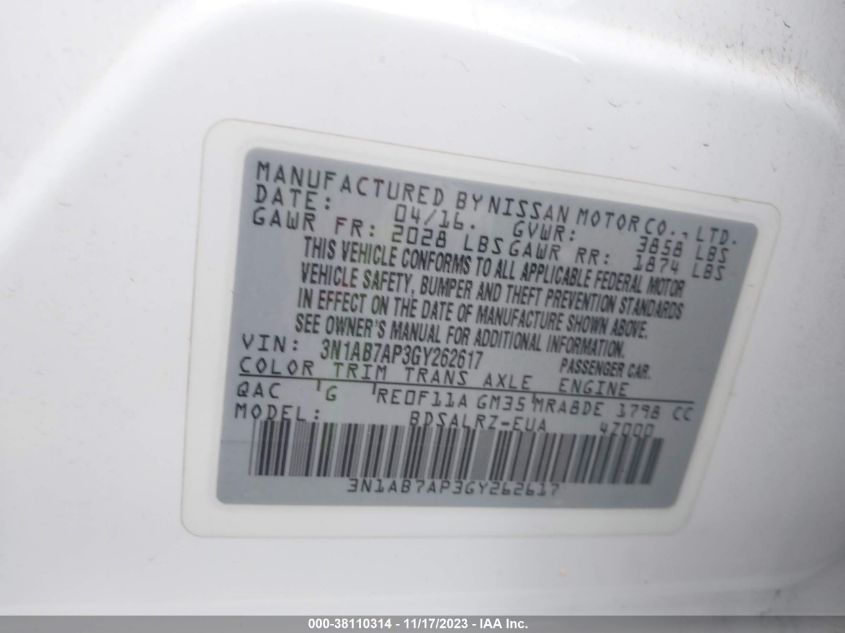 MANUFACTURED BY NISSAN MOTOR CO., LTD.
DATE: 04/16. GVWR: 3858 LBS
GAWR FR: 2028 LBS GAWR RR: 1874 LBS
THIS VEHICLE CONFORMS TO ALL APPLICABLE FEDERAL MOTOR
VEHICLE SAFETY, BUMPER AND THEFT PREVENTION STANDARDS
IN EFFECT ON THE DATE OF MANUFACTURE SHOWN ABOVE.
SEE OWNER'S MANUAL FOR ADDITIONAL INFORMATION.
VIN: 3N1AB7AP3GY262617 PASSENGER CAR.
COLOR TRIM TRANS AXLE ENGINE
QAC G RE0F11A GM35 MRA8DE 1798 CC
MODEL: BDSALRZ-EUA 47000
3N1AB7AP3GY262617
000-38110314 - 11/17/2023 - IAA Inc.